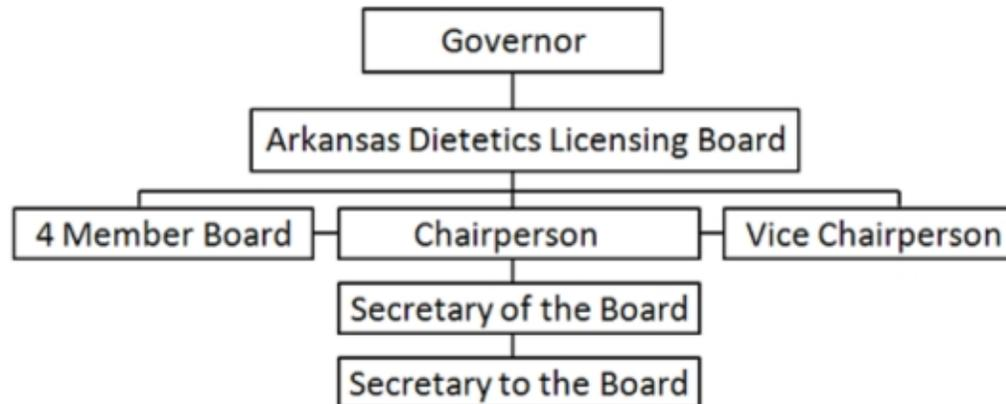 Governor
Arkansas Dietetics Licensing Board
4 Member Board
Chairperson
Vice Chairperson
Secretary of the Board
Secretary to the Board